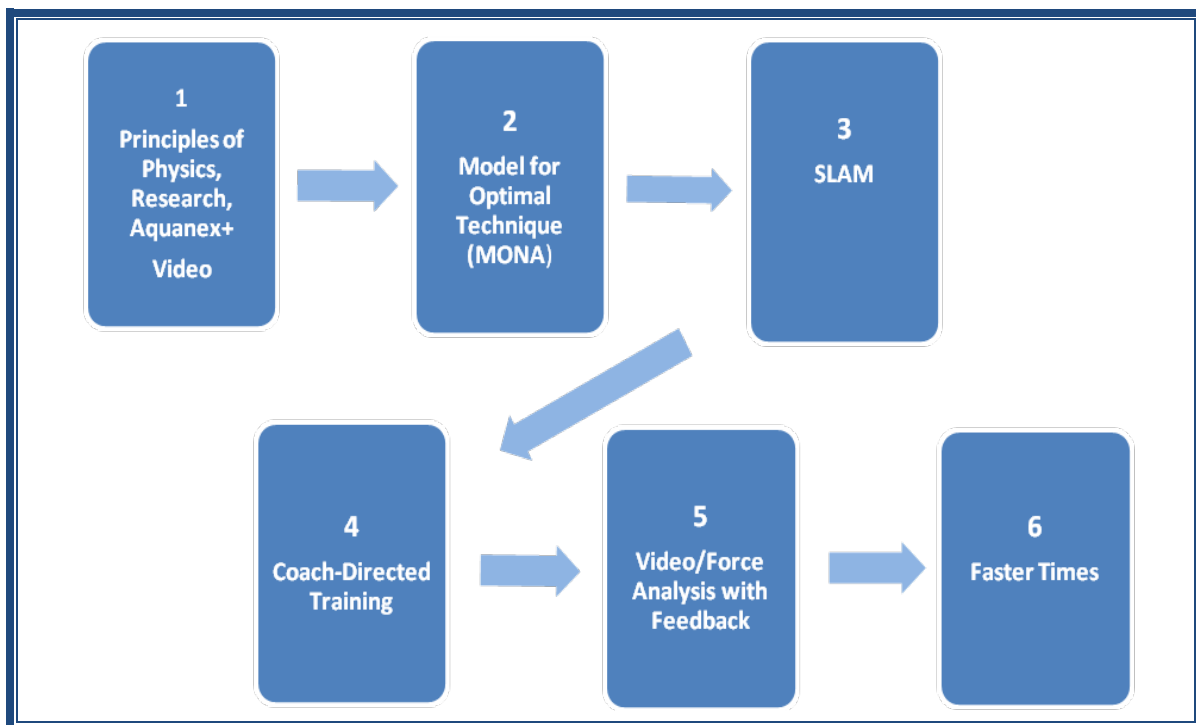 1
Principles of
Physics,
Research,
Aquanex+
Video
2
Model for
Optimal
Technique
(MONA)
3
SLAM
4
Coach-Directed
Training
5
Video/Force
Analysis with
Feedback
6
Faster Times